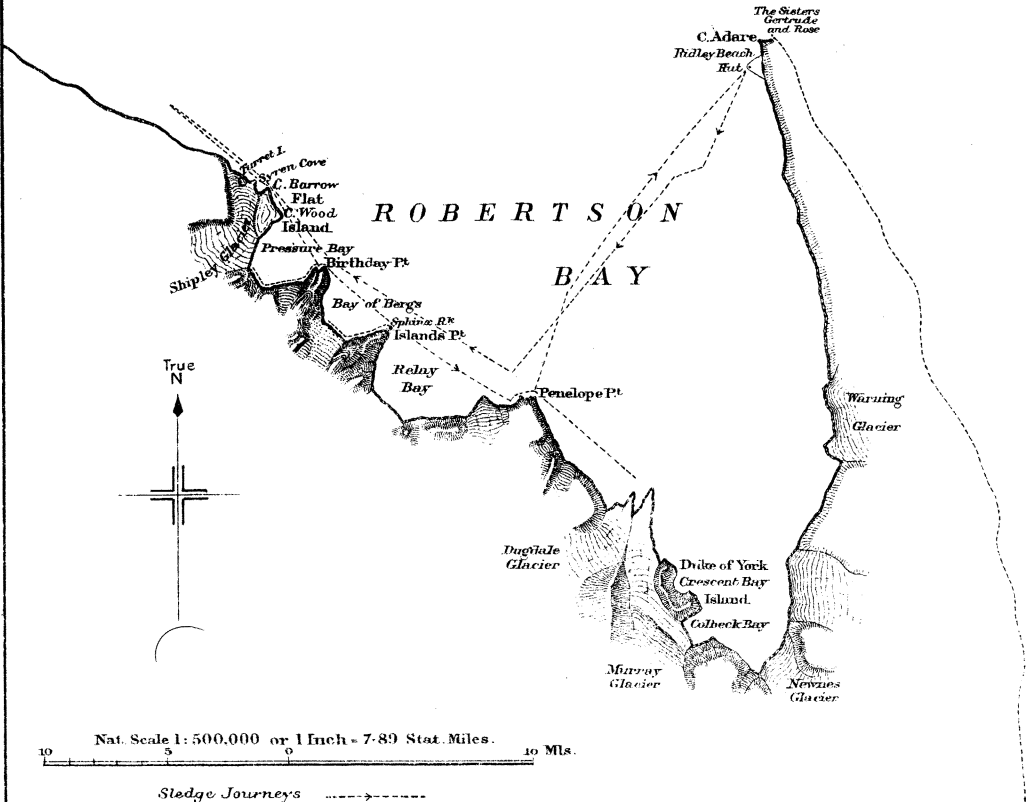 The Sisters
Gertrude
and Rose
C. Adare
Ridley Beach
Hut
Turret I.
Syren Cove
C. Barrow
Flat
C. Wood
Island
ROBERTSON
BAY
Shipley Glacier
Pressure Bay
Birthday Pt.
Bay of Bergs
Sphinx Rk.
Islands Pt.
Relay
Bay
Penelope Pt.
True
N
Warning
Glacier
Dugdale
Glacier
Duke of York
Crescent Bay
Island
Colbeck Bay
Murray
Glacier
Newnes
Glacier
Nat. Scale 1:500,000 or 1 Inch = 7·89 Stat. Miles.
10 5 0 10 Mls.
Sledge Journeys